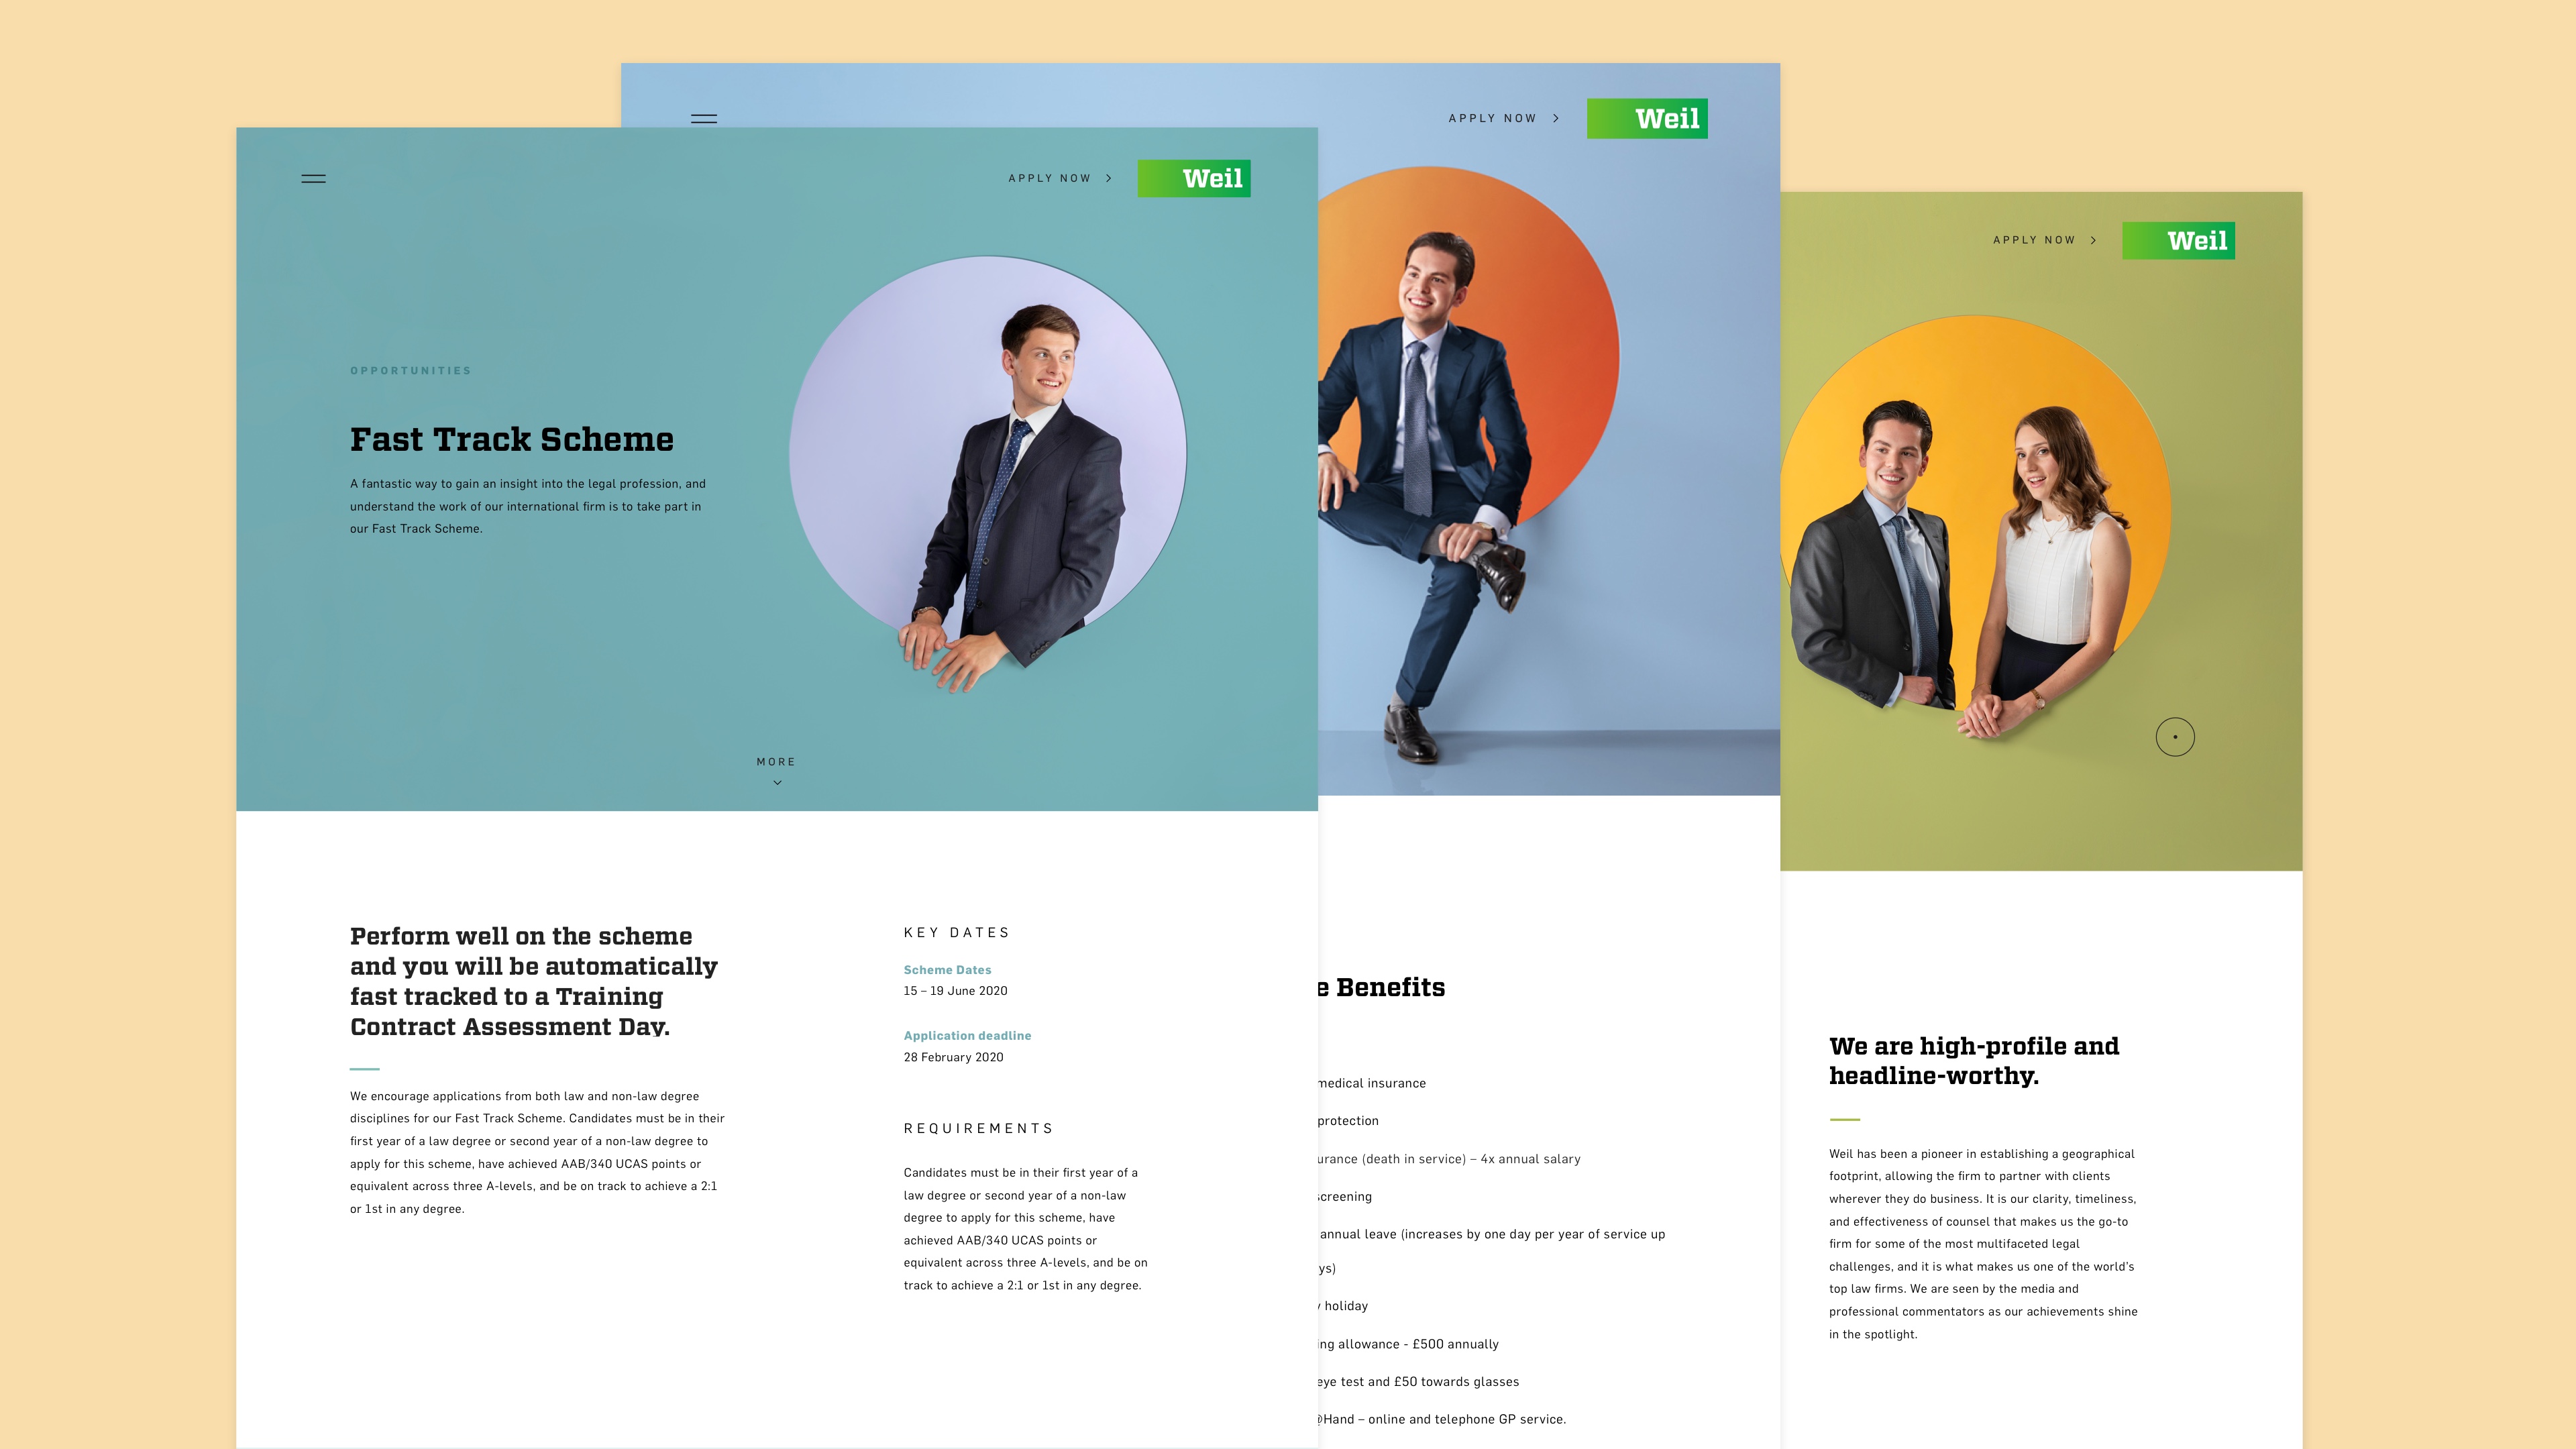 APPLY NOW
Weil
OPPORTUNITIES
Fast Track Scheme
A fantastic way to gain an insight into the legal profession, and
understand the work of our international firm is to take part in
our Fast Track Scheme.
MORE
Perform well on the scheme
and you will be automatically
fast tracked to a Training
Contract Assessment Day.
We encourage applications from both law and non-law degree
disciplines for our Fast Track Scheme. Candidates must be in their
first year of a law degree or second year of a non-law degree to
apply for this scheme, have achieved AAB/340 UCAS points or
equivalent across three A-levels, and be on track to achieve a 2:1
or 1st in any degree.
KEY DATES
Scheme Dates
15 – 19 June 2020
Application deadline
28 February 2020
REQUIREMENTS
Candidates must be in their first year of a
law degree or second year of a non-law
degree to apply for this scheme, have
achieved AAB/340 UCAS points or
equivalent across three A-levels, and be on
track to achieve a 2:1 or 1st in any degree.
APPLY NOW
Weil
Benefits
medical insurance
protection
(death in service) – 4x annual salary
screening
annual leave (increases by one day per year of service up
holiday
allowance - £500 annually
eye test and £50 towards glasses
@Hand – online and telephone GP service.
APPLY NOW
Weil
We are high-profile and
headline-worthy.
Weil has been a pioneer in establishing a geographical
footprint, allowing the firm to partner with clients
wherever they do business. It is our clarity, timeliness,
and effectiveness of counsel that makes us the go-to
firm for some of the most multifaceted legal
challenges, and it is what makes us one of the world's
top law firms. We are seen by the media and
professional commentators as our achievements shine
in the spotlight.